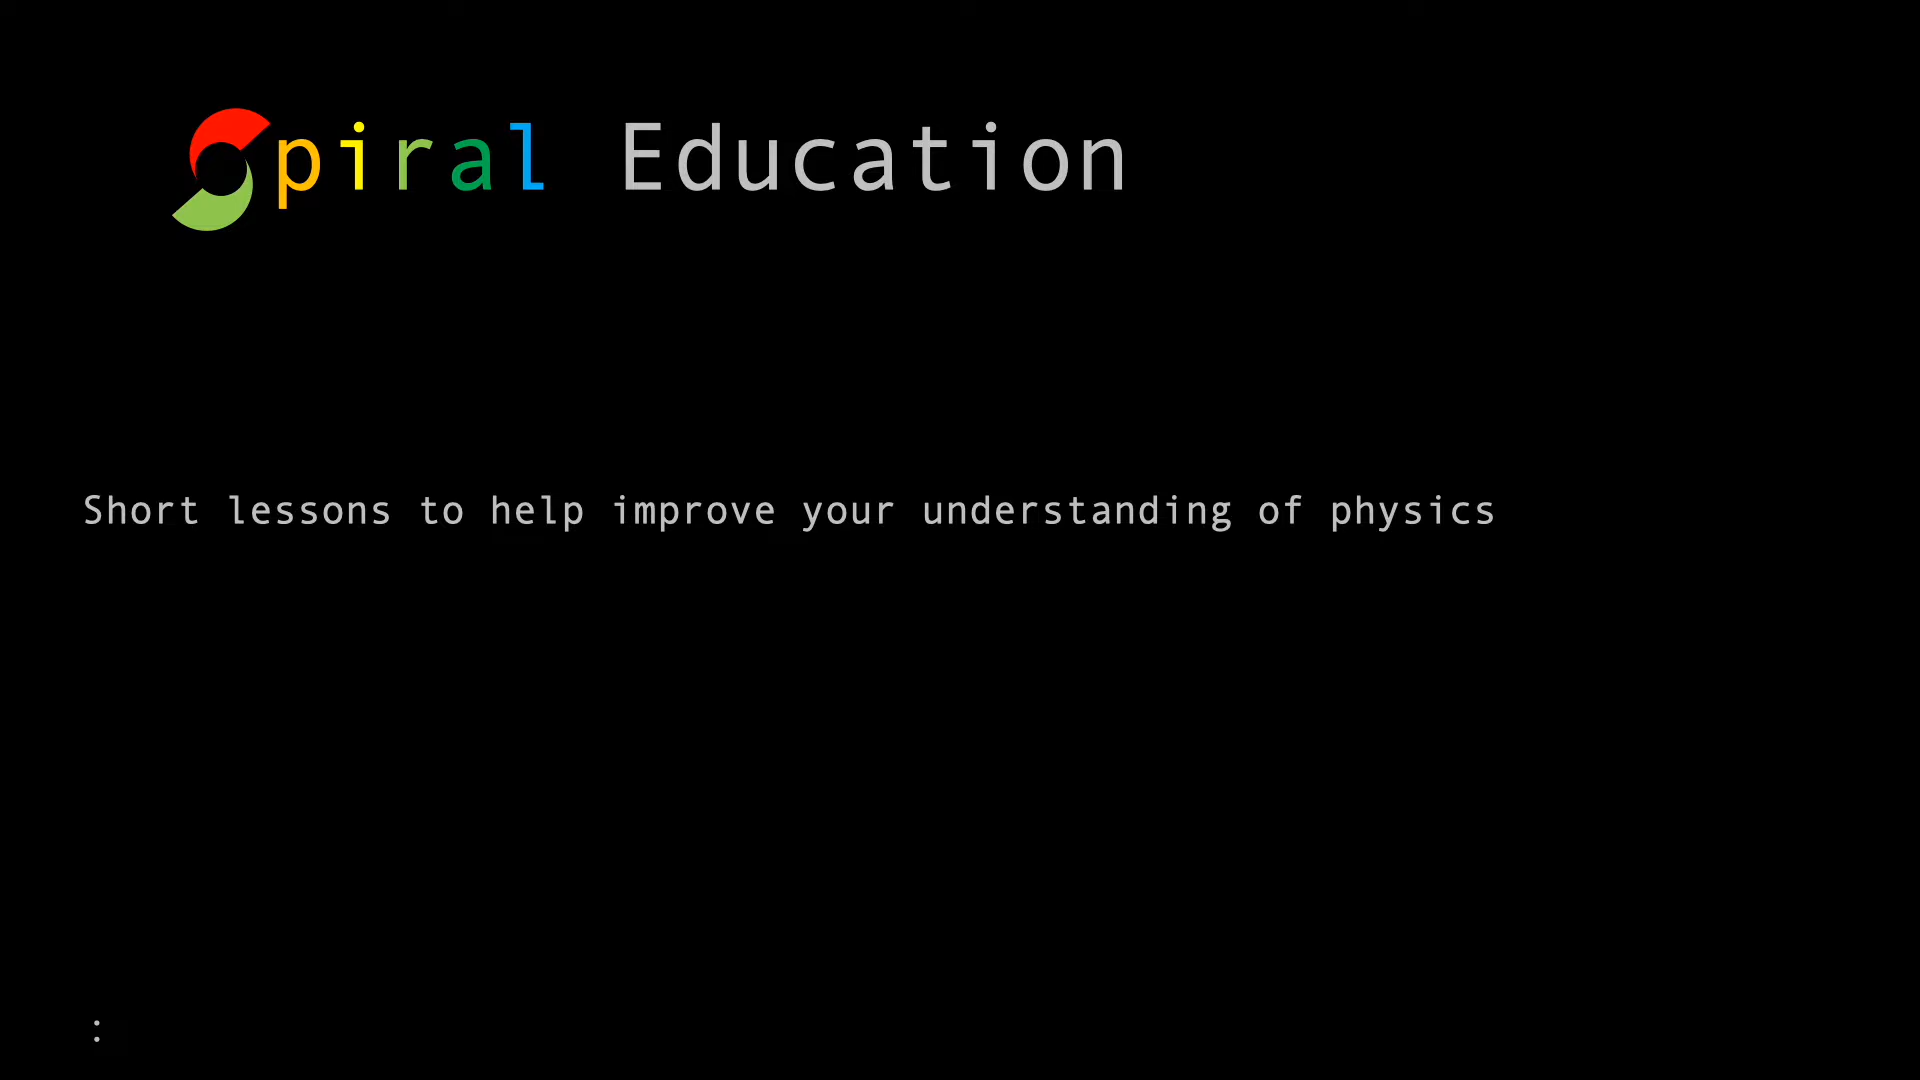 Spiral Education
Short lessons to help improve your understanding of physics
: